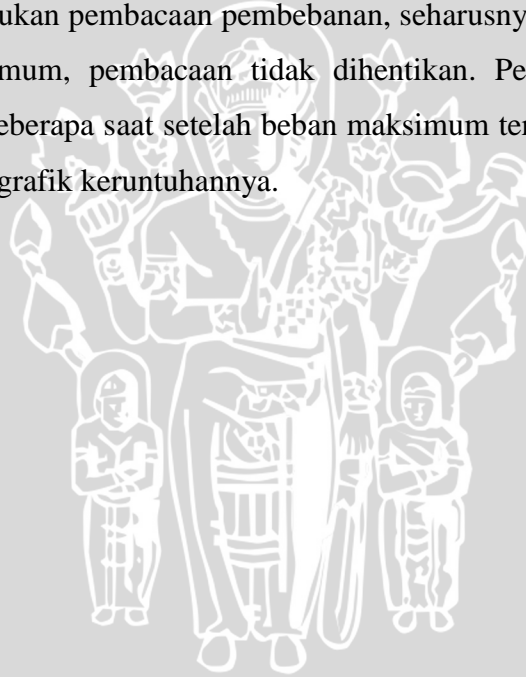 ukan pembacaan pembebanan, seharusny
mum, pembacaan tidak dihentikan. Pe
eberapa saat setelah beban maksimum ter
grafik keruntuhannya.